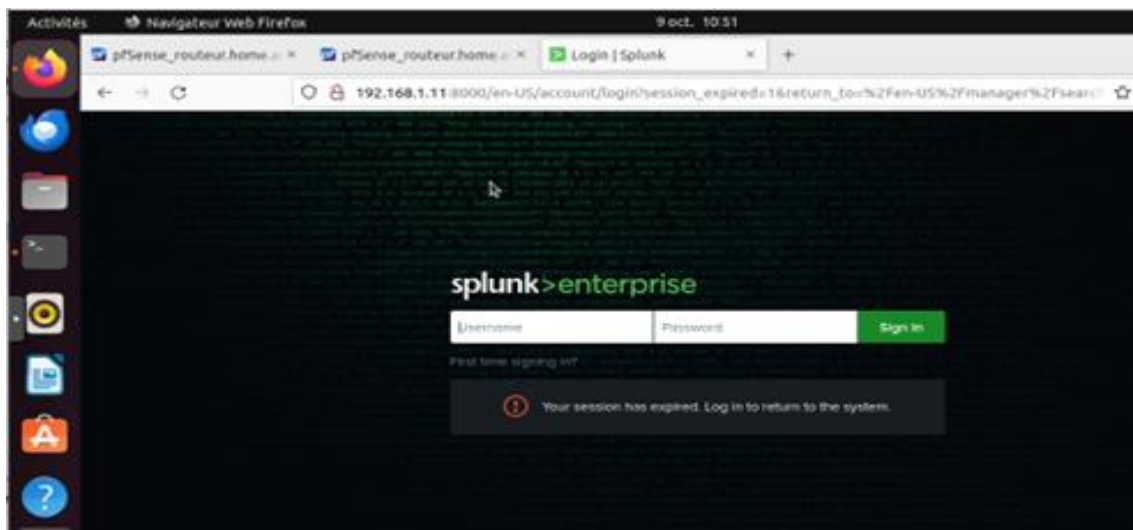 Activités Navigateur Web Firefox 9 oct. 10:51
pfSense_routeur.home.a pfSense_routeur.home.a Login | Splunk
192.168.1.11:8000/en-US/account/login?session_expired=1&return_to=%2Fen-US%2Fmanager%2Fsearc
splunk>enterprise
Username Password Sign In
First time signing in?
Your session has expired. Log in to return to the system.